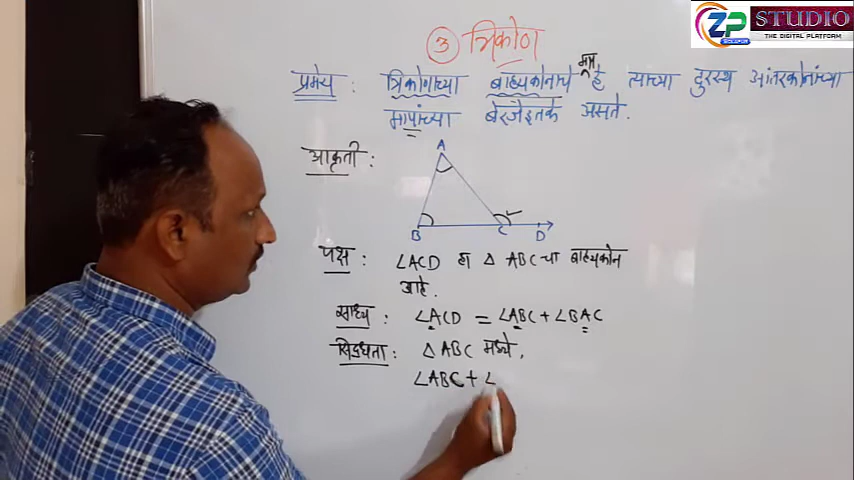 ZP STUDIO
SOLAPUR THE DIGITAL PLATFORM
③ त्रिकोण
प्रमेय : त्रिकोणाच्या बाह्यकोनाचे माप हे त्याच्या दुरस्थ आंतरकोनांच्या
मापांच्या बेरजेइतके असते.
आकृती :
A
B C D
पक्ष : ∠ACD हा △ ABC चा बाह्यकोन
आहे.
साध्य : ∠ACD = ∠ABC + ∠BAC
सिद्धता : △ ABC मध्ये,
∠ABC + ∠